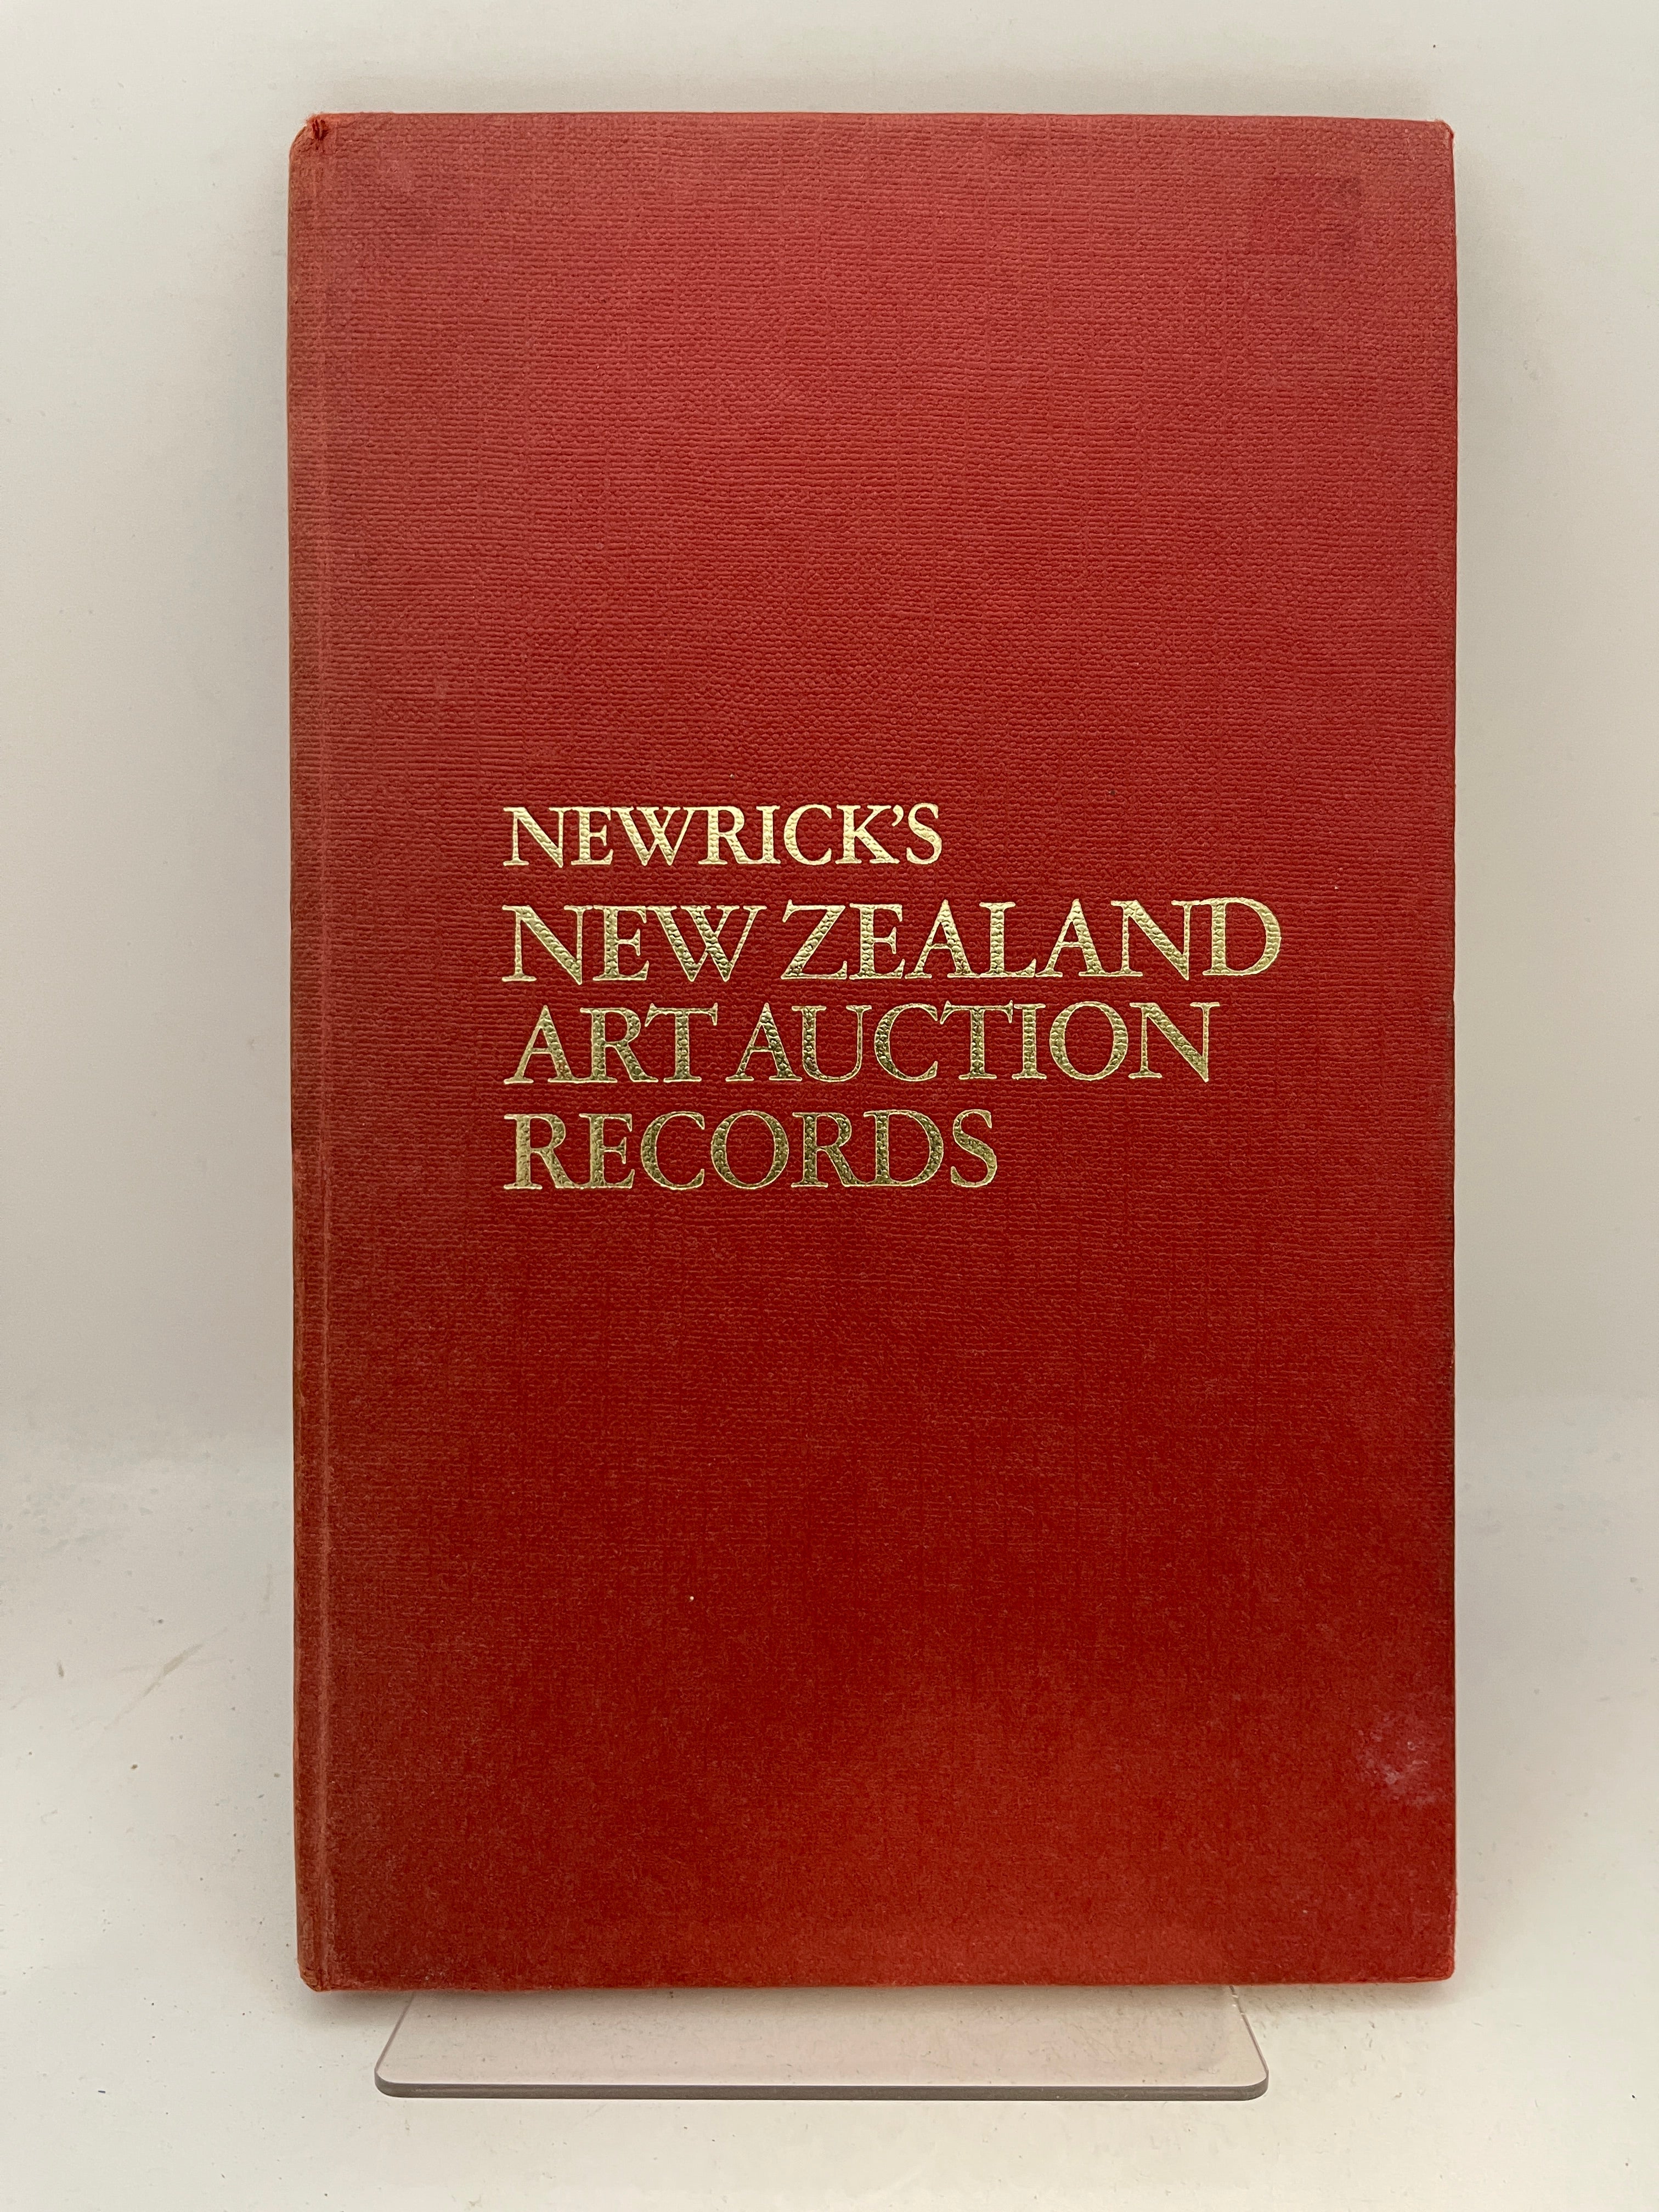 NEWRICK'S
NEW ZEALAND
ART AUCTION
RECORDS